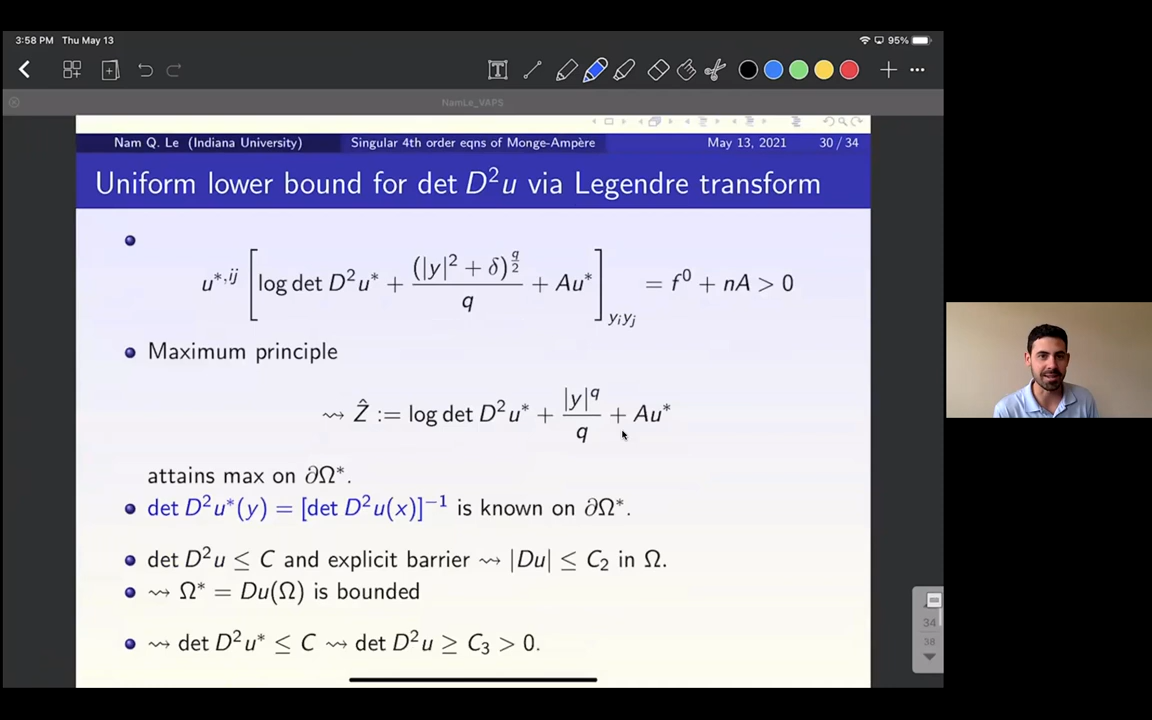 3:58 PM Thu May 13
95%
NamLe_VAPS
Nam Q. Le (Indiana University) Singular 4th order eqns of Monge-Ampère May 13, 2021 30 / 34
Uniform lower bound for det D²u via Legendre transform
u*,ij [log det D²u* + (|y|² + δ)^(q/2) / q + Au*]_{y_i y_j} = f⁰ + nA > 0
Maximum principle
⇝ Ẑ := log det D²u* + |y|^q / q + Au*
attains max on ∂Ω*.
det D²u*(y) = [det D²u(x)]⁻¹ is known on ∂Ω*.
det D²u ≤ C and explicit barrier ⇝ |Du| ≤ C₂ in Ω.
⇝ Ω* = Du(Ω) is bounded
⇝ det D²u* ≤ C ⇝ det D²u ≥ C₃ > 0.
34
38